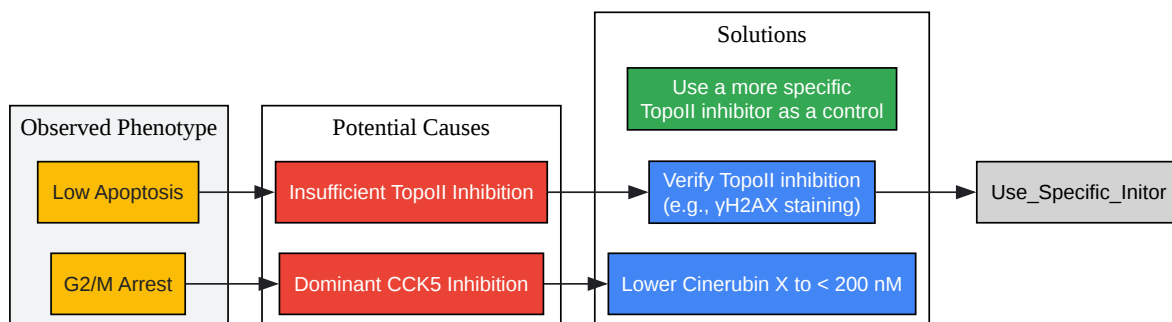 Observed Phenotype
Low Apoptosis
G2/M Arrest
Potential Causes
Insufficient TopoII Inhibition
Dominant CCK5 Inhibition
Solutions
Use a more specific
TopoII inhibitor as a control
Verify TopoII inhibition
(e.g., γH2AX staining)
Lower Cinerubin X to < 200 nM
Use_Specific_Initor